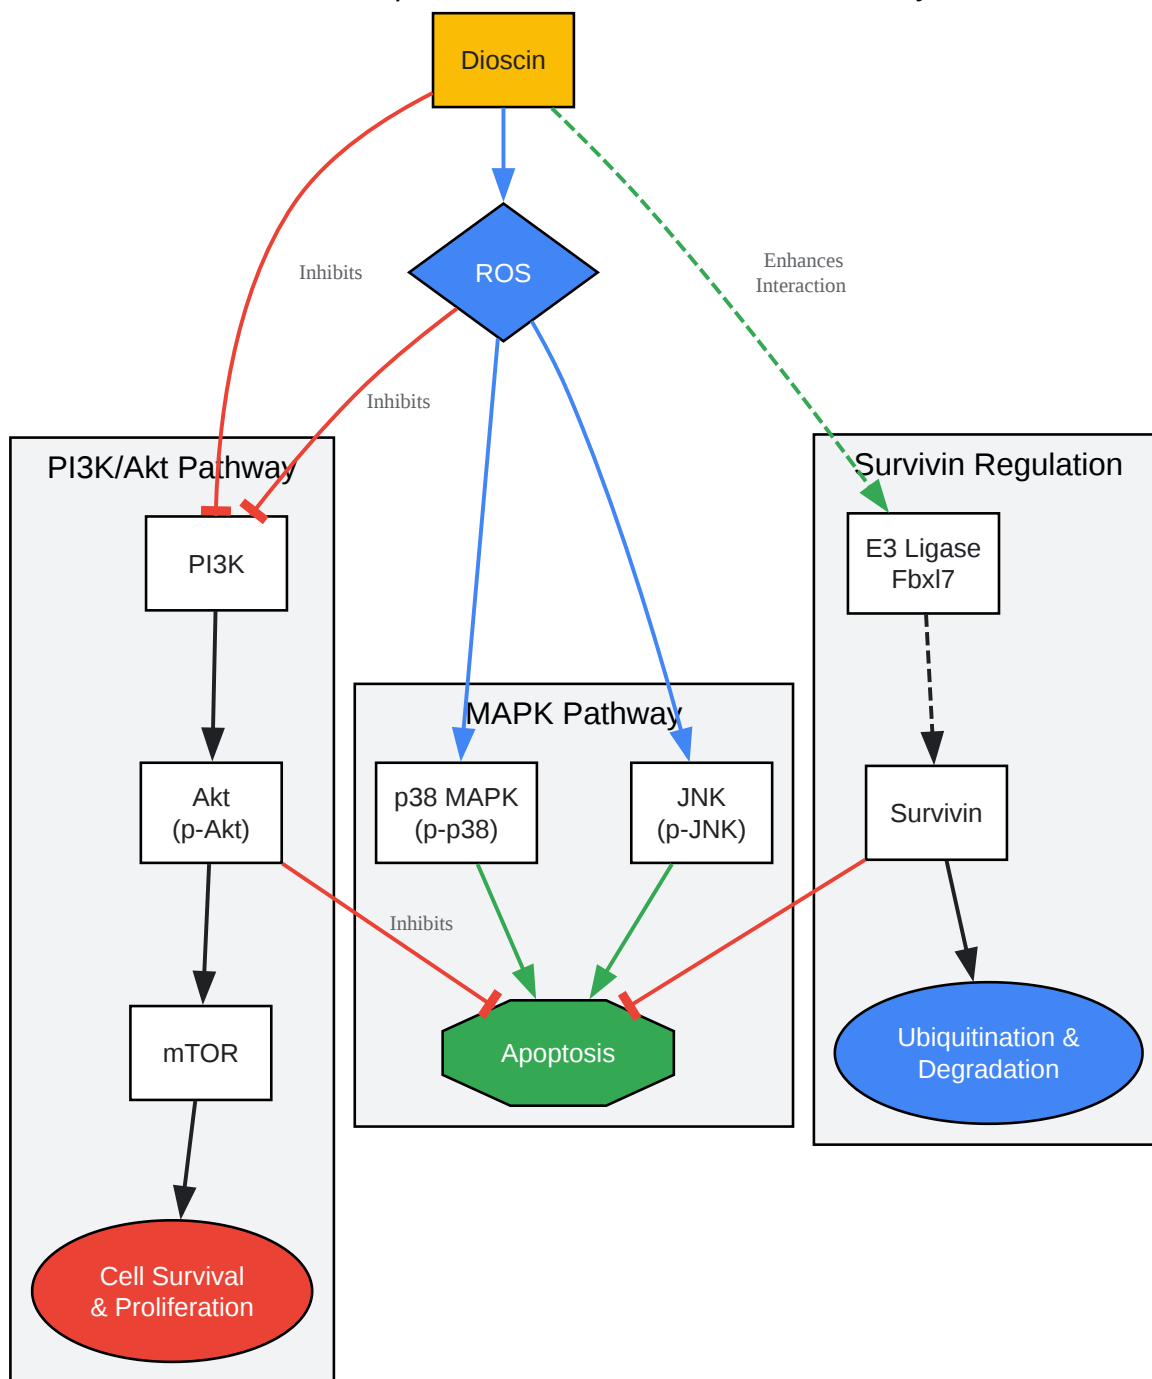 Dioscin
Inhibits
ROS
Enhances
Interaction
Inhibits
PI3K/Akt Pathway
Survivin Regulation
PI3K
E3 Ligase
Fbxl7
MAPK Pathway
Akt
(p-Akt)
p38 MAPK
(p-p38)
JNK
(p-JNK)
Survivin
Inhibits
mTOR
Apoptosis
Ubiquitination &
Degradation
Cell Survival
& Proliferation